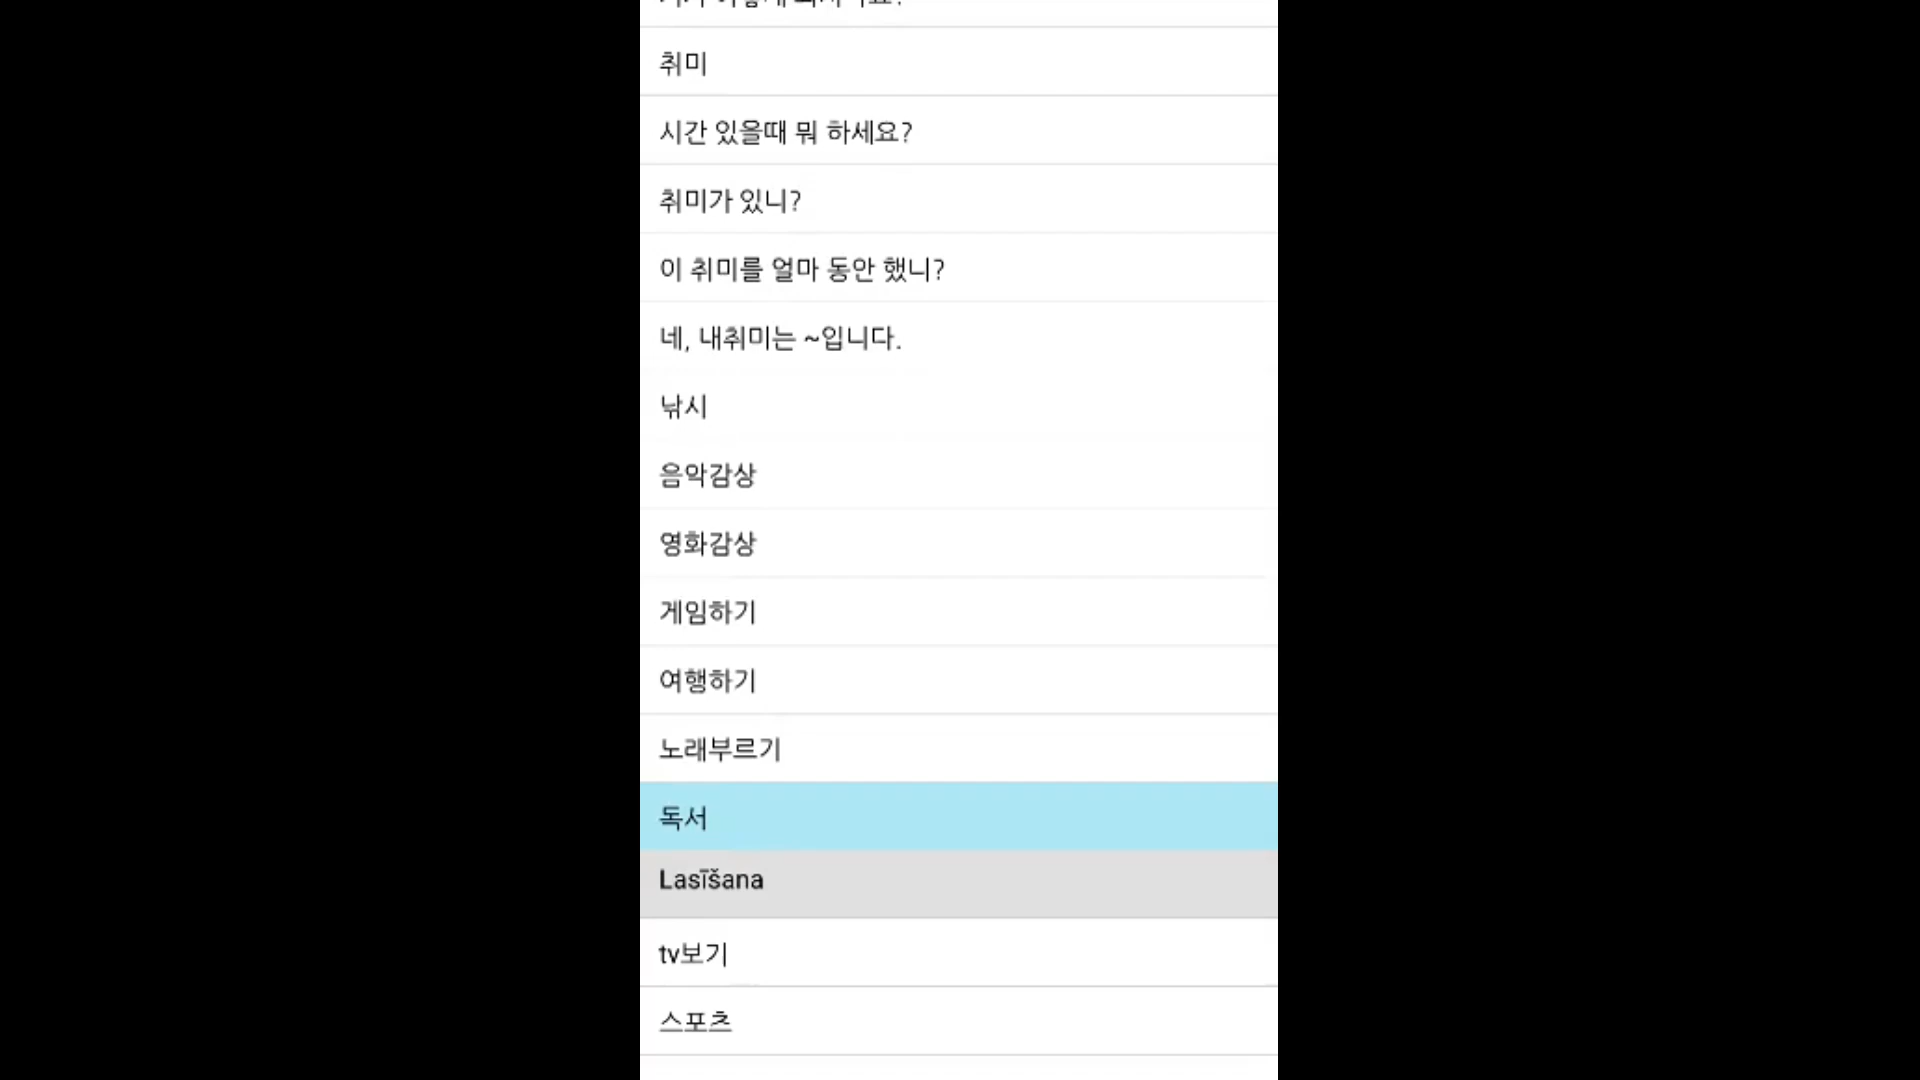 취미
시간 있을때 뭐 하세요?
취미가 있니?
이 취미를 얼마 동안 했니?
네, 내취미는 ~입니다.
낚시
음악감상
영화감상
게임하기
여행하기
노래부르기
독서
Lasīšana
tv보기
스포츠